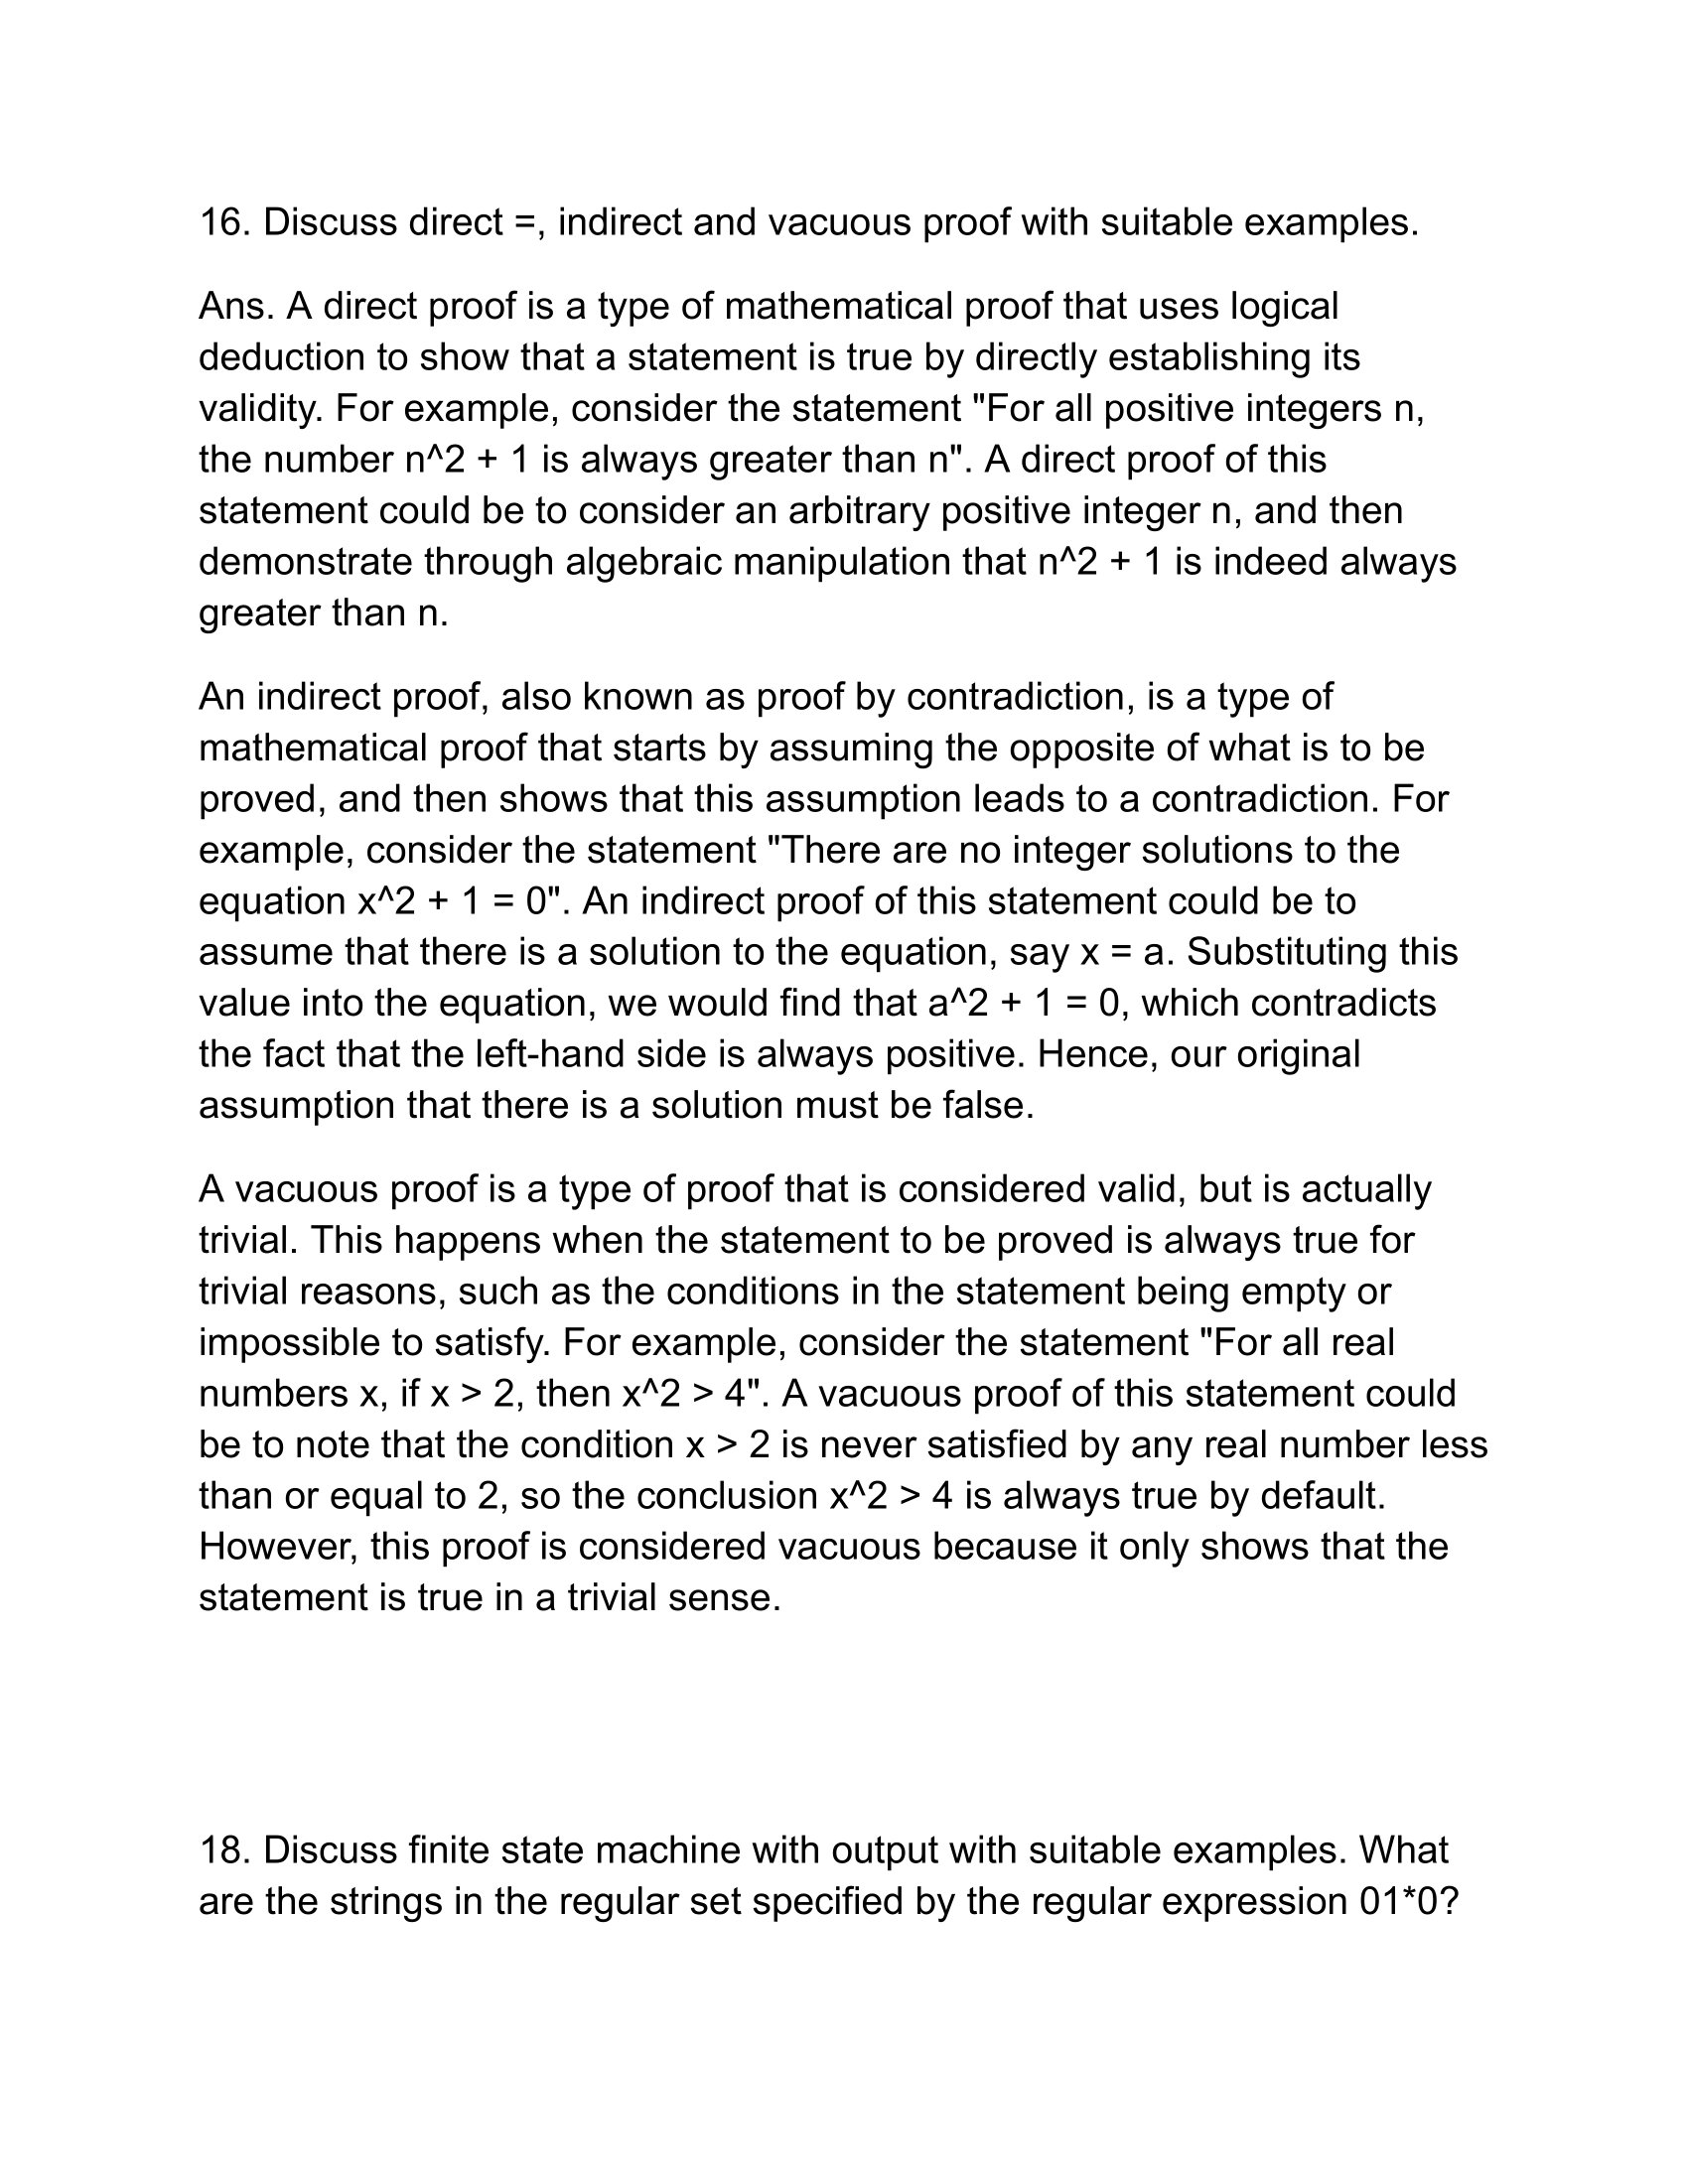 16. Discuss direct =, indirect and vacuous proof with suitable examples.
Ans. A direct proof is a type of mathematical proof that uses logical
deduction to show that a statement is true by directly establishing its
validity. For example, consider the statement "For all positive integers n,
the number n^2 + 1 is always greater than n". A direct proof of this
statement could be to consider an arbitrary positive integer n, and then
demonstrate through algebraic manipulation that n^2 + 1 is indeed always
greater than n.
An indirect proof, also known as proof by contradiction, is a type of
mathematical proof that starts by assuming the opposite of what is to be
proved, and then shows that this assumption leads to a contradiction. For
example, consider the statement "There are no integer solutions to the
equation x^2 + 1 = 0". An indirect proof of this statement could be to
assume that there is a solution to the equation, say x = a. Substituting this
value into the equation, we would find that a^2 + 1 = 0, which contradicts
the fact that the left-hand side is always positive. Hence, our original
assumption that there is a solution must be false.
A vacuous proof is a type of proof that is considered valid, but is actually
trivial. This happens when the statement to be proved is always true for
trivial reasons, such as the conditions in the statement being empty or
impossible to satisfy. For example, consider the statement "For all real
numbers x, if x > 2, then x^2 > 4". A vacuous proof of this statement could
be to note that the condition x > 2 is never satisfied by any real number less
than or equal to 2, so the conclusion x^2 > 4 is always true by default.
However, this proof is considered vacuous because it only shows that the
statement is true in a trivial sense.
18. Discuss finite state machine with output with suitable examples. What
are the strings in the regular set specified by the regular expression 01*0?